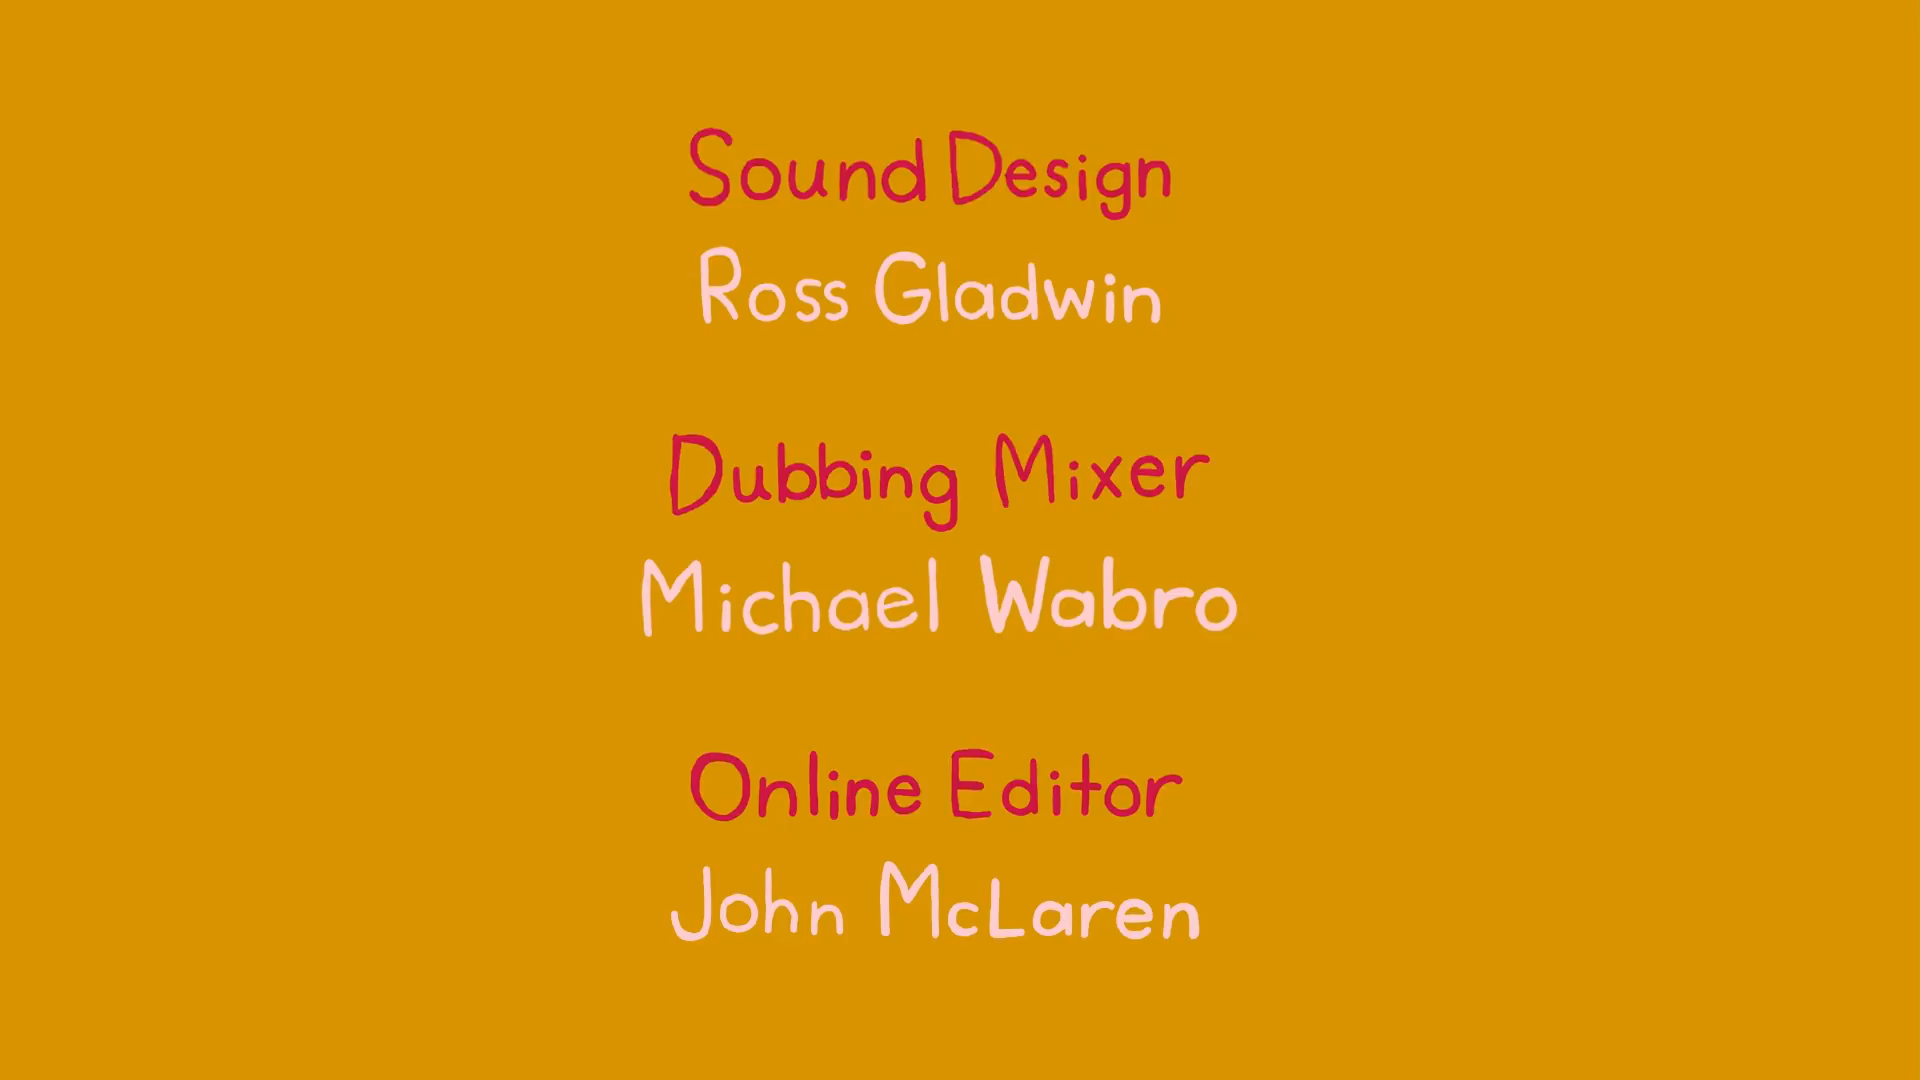 Sound Design
Ross Gladwin
Dubbing Mixer
Michael Wabro
Online Editor
John McLaren